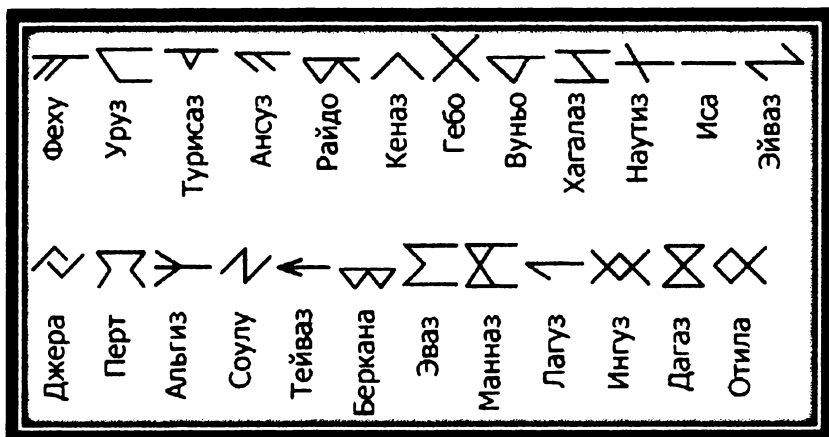 Феху
Уруз
Турисаз
Ансуз
Райдо
Кеназ
Гебо
Вуньо
Хагалаз
Наутиз
Иса
Эйваз
Джера
Перт
Альгиз
Соулу
Тейваз
Беркана
Эваз
Манназ
Лагуз
Ингуз
Дагаз
Отила